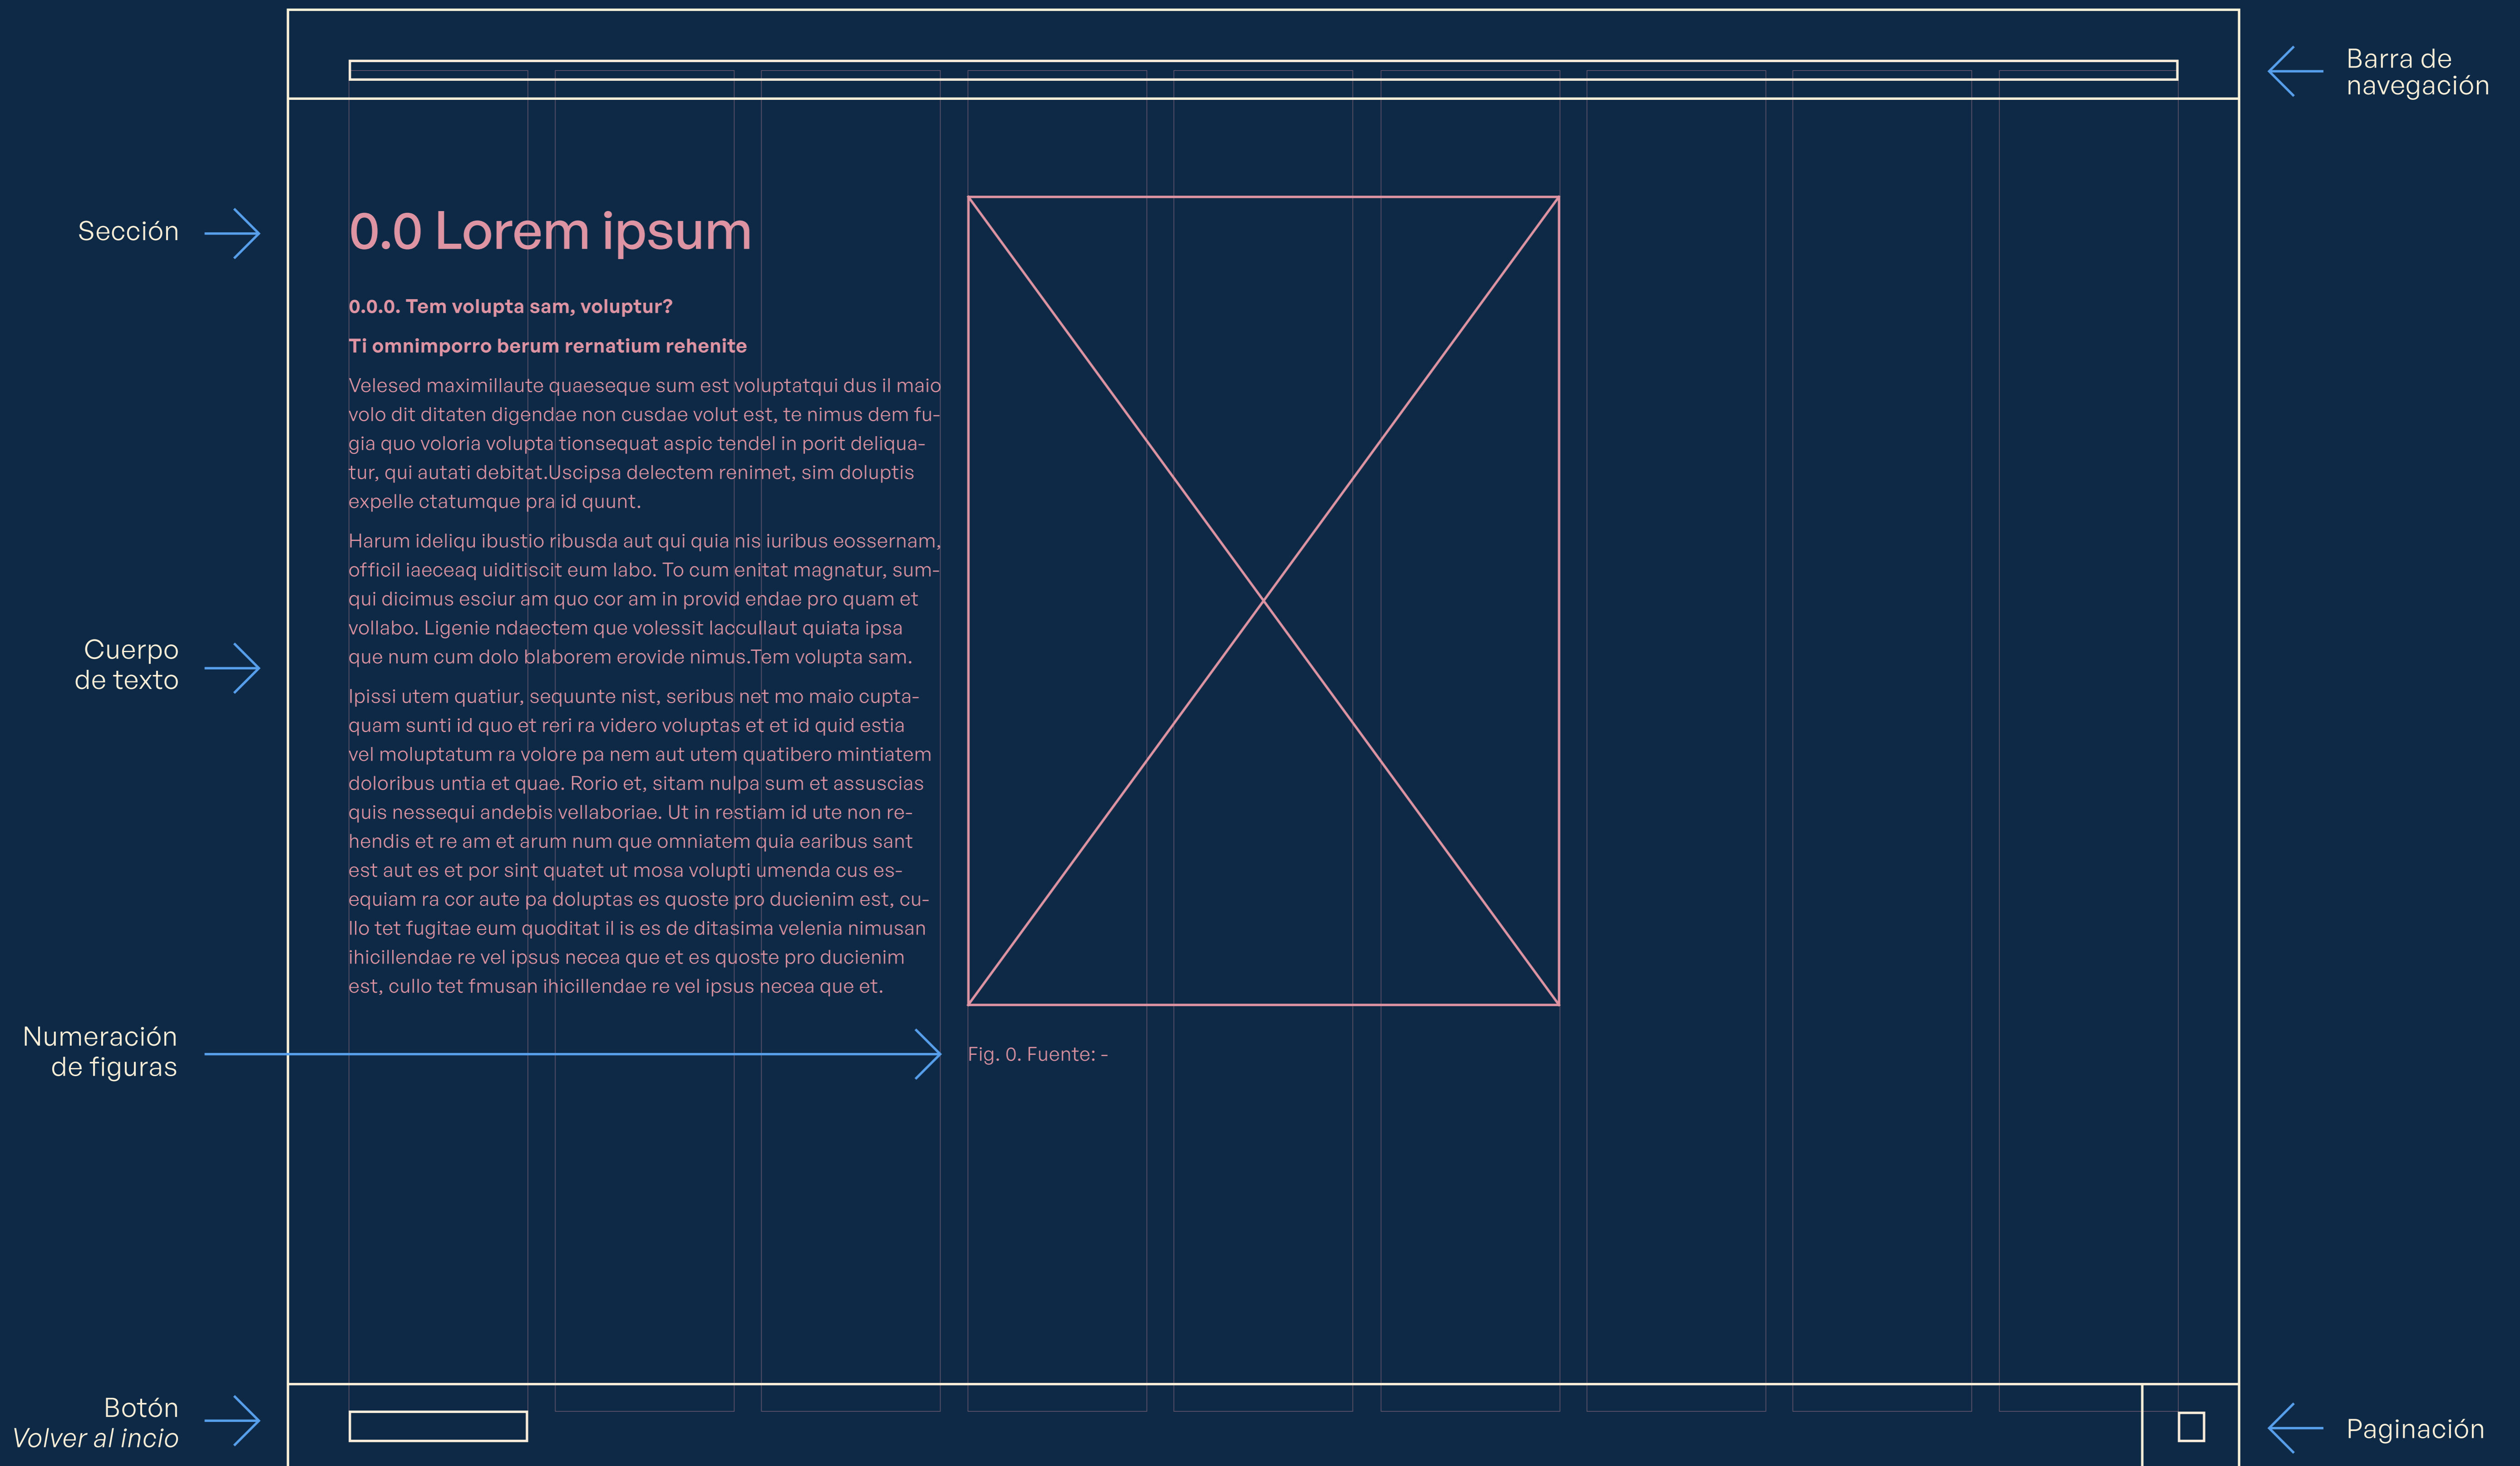 Barra de
navegación
Sección
0.0 Lorem ipsum
0.0.0. Tem volupta sam, voluptur?
Ti omnimporro berum rernatium rehenite
Velesed maximillaute quaeseque sum est voluptatqui dus il maio
volo dit ditaten digendae non cusdae volut est, te nimus dem fu-
gia quo voloria volupta tionsequat aspic tendel in porit deliqua-
tur, qui autati debitat.Uscipsa delectem renimet, sim doluptis
expelle ctatumque pra id quunt.
Harum ideliqu ibustio ribusda aut qui quia nis iuribus eossernam,
officil iaeceaq uiditiscit eum labo. To cum enitat magnatur, sum-
qui dicimus esciur am quo cor am in provid endae pro quam et
vollabo. Ligenie ndaectem que volessit laccullaut quiata ipsa
que num cum dolo blaborem erovide nimus.Tem volupta sam.
Cuerpo
de texto
Ipissi utem quatiur, sequunte nist, seribus net mo maio cupta-
quam sunti id quo et reri ra videro voluptas et et id quid estia
vel moluptatum ra volore pa nem aut utem quatibero mintiatem
doloribus untia et quae. Rorio et, sitam nulpa sum et assuscias
quis nessequi andebis vellaboriae. Ut in restiam id ute non re-
hendis et re am et arum num que omniatem quia earibus sant
est aut es et por sint quatet ut mosa volupti umenda cus es-
equiam ra cor aute pa doluptas es quoste pro ducienim est, cu-
llo tet fugitae eum quoditat il is es de ditasima velenia nimusan
ihicillendae re vel ipsus necea que et es quoste pro ducienim
est, cullo tet fmusan ihicillendae re vel ipsus necea que et.
Numeración
de figuras
Fig. 0. Fuente: -
Botón
Volver al incio
Paginación